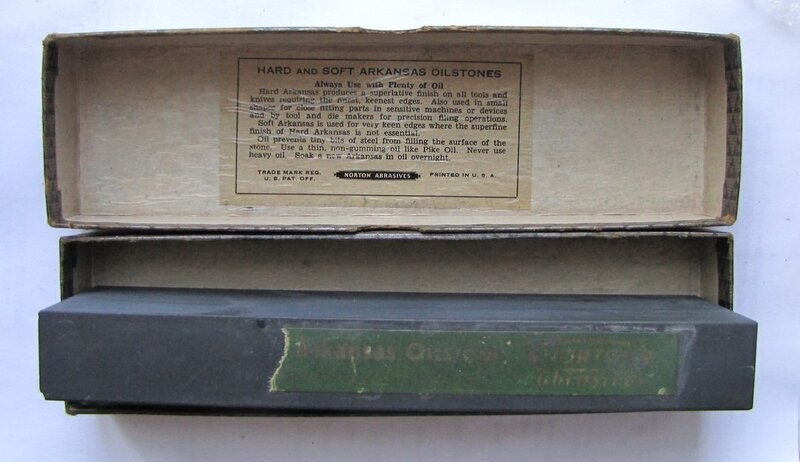 HARD AND SOFT ARKANSAS OILSTONES
Always Use with Plenty of Oil
Hard Arkansas produces a superlative finish on all tools and
knives requiring the finest, keenest edges. Also used in small
shapes for close fitting parts in sensitive machines or devices
and by tool and die makers for precision filing operations.
Soft Arkansas is used for very keen edges where the superfine
finish of Hard Arkansas is not essential.
Oil prevents tiny bits of steel from filling the surface of the
stone. Use a thin, non-gumming oil like Pike Oil. Never use
heavy oil. Soak a new Arkansas in oil overnight.
TRADE MARK REG. NORTON ABRASIVES PRINTED IN U. S. A.
U. S. PAT. OFF.
Arkansas Oilstone